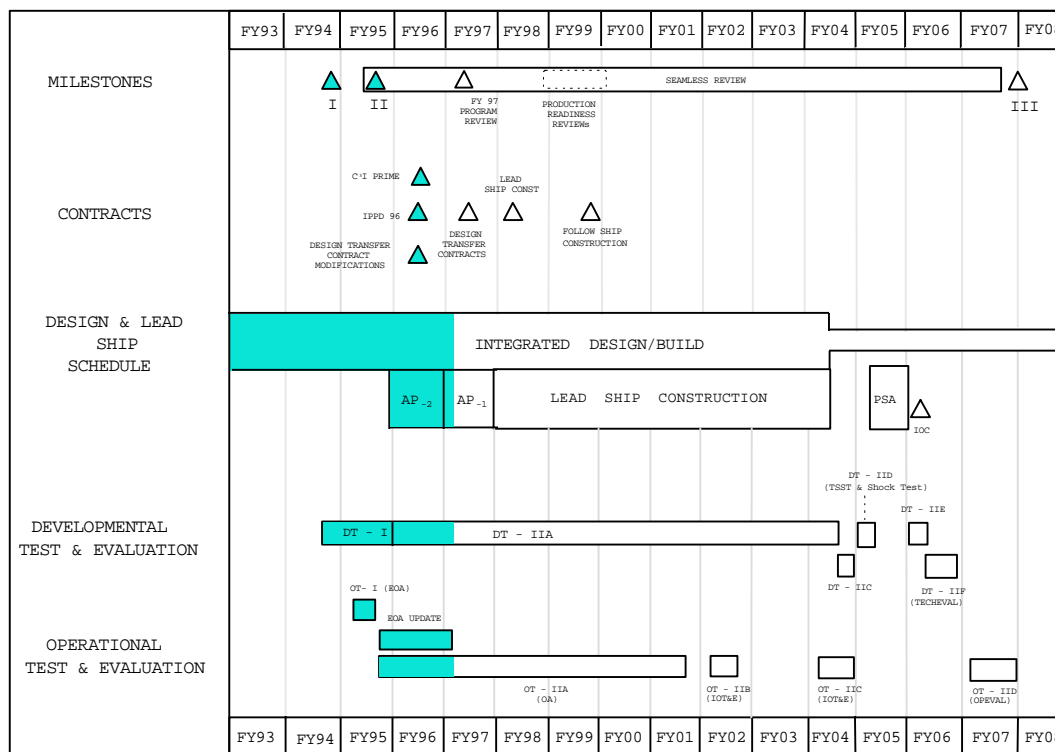 FY93 FY94 FY95 FY96 FY97 FY98 FY99 FY00 FY01 FY02 FY03 FY04 FY05 FY06 FY07 FY08
MILESTONES
SEAMLESS REVIEW
I
II
FY 97
PROGRAM
REVIEW
PRODUCTION
READINESS
REVIEWs
III
C⁴I PRIME
LEAD
SHIP CONST
CONTRACTS
IPPD 96
DESIGN
TRANSFER
CONTRACTS
FOLLOW SHIP
CONSTRUCTION
DESIGN TRANSFER
CONTRACT
MODIFICATIONS
DESIGN & LEAD
SHIP
SCHEDULE
INTEGRATED DESIGN/BUILD
AP-2
AP-1
LEAD SHIP CONSTRUCTION
PSA
IOC
DT - IID
(TSST & Shock Test)
DT - IIE
DEVELOPMENTAL
TEST & EVALUATION
DT - I
DT - IIA
DT - IIC
DT - IIF
(TECHEVAL)
OT- I (EOA)
EOA UPDATE
OPERATIONAL
TEST & EVALUATION
OT - IIA
(OA)
OT - IIB
(IOT&E)
OT - IIC
(IOT&E)
OT - IID
(OPEVAL)
FY93 FY94 FY95 FY96 FY97 FY98 FY99 FY00 FY01 FY02 FY03 FY04 FY05 FY06 FY07 FY08